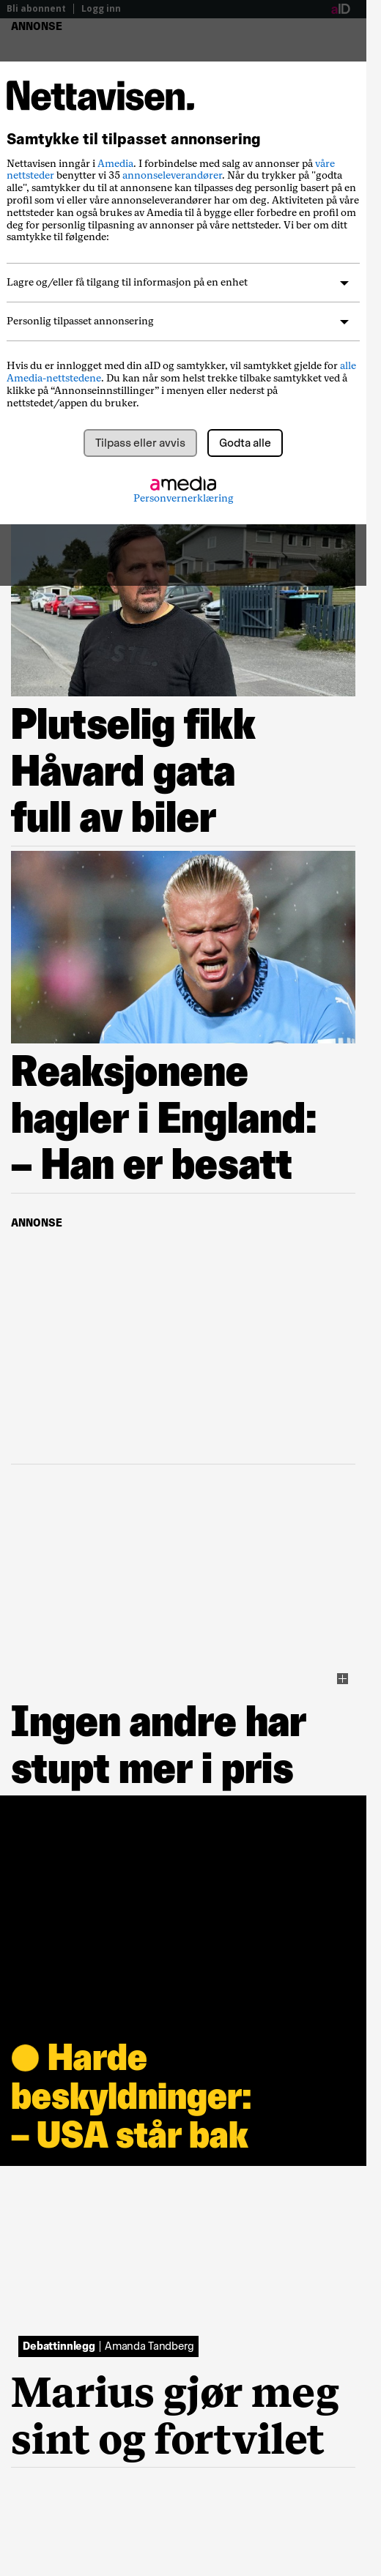 Bli abonnent | Logg inn
aID
ANNONSE
Nettavisen.
Samtykke til tilpasset annonsering
Nettavisen inngår i Amedia. I forbindelse med salg av annonser på våre
nettsteder benytter vi 35 annonseleverandører. Når du trykker på "godta
alle", samtykker du til at annonsene kan tilpasses deg personlig basert på en
profil som vi eller våre annonseleverandører har om deg. Aktiviteten på våre
nettsteder kan også brukes av Amedia til å bygge eller forbedre en profil om
deg for personlig tilpasning av annonser på våre nettsteder. Vi ber om ditt
samtykke til følgende:
Lagre og/eller få tilgang til informasjon på en enhet
Personlig tilpasset annonsering
Hvis du er innlogget med din aID og samtykker, vil samtykket gjelde for alle
Amedia-nettstedene. Du kan når som helst trekke tilbake samtykket ved å
klikke på “Annonseinnstillinger” i menyen eller nederst på
nettstedet/appen du bruker.
Tilpass eller avvis
Godta alle
amedia
Personvernerklæring
Plutselig fikk
Håvard gata
full av biler
Reaksjonene
hagler i England:
– Han er besatt
ANNONSE
Ingen andre har
stupt mer i pris
Harde
beskyldninger:
– USA står bak
Debattinnlegg | Amanda Tandberg
Marius gjør meg
sint og fortvilet